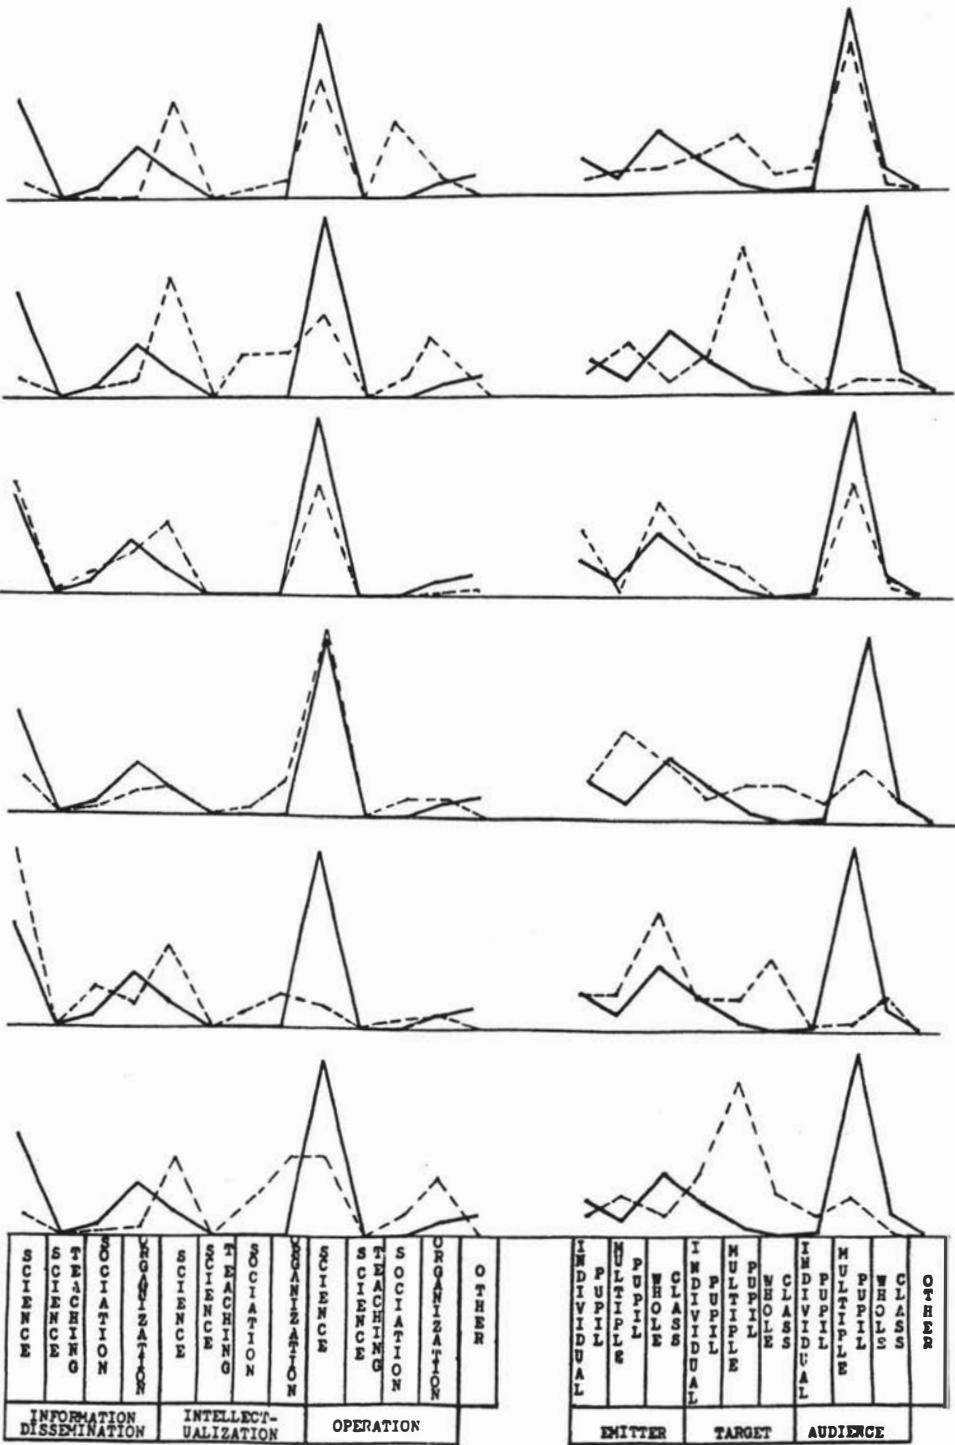 SCIENCE
SCIENCE TEACHING
SOCIATION
ORGANIZATION
SCIENCE
SCIENCE TEACHING
SOCIATION
ORGANIZATION
SCIENCE
SCIENCE TEACHING
SOCIATION
ORGANIZATION
OTHER
INFORMATION
DISSEMINATION
INTELLECT-
UALIZATION
OPERATION
INDIVIDUAL PUPIL
MULTIPLE PUPIL
WHOLE CLASS
INDIVIDUAL PUPIL
MULTIPLE PUPIL
WHOLE CLASS
INDIVIDUAL PUPIL
MULTIPLE PUPIL
WHOLE CLASS
OTHER
EMITTER
TARGET
AUDIENCE